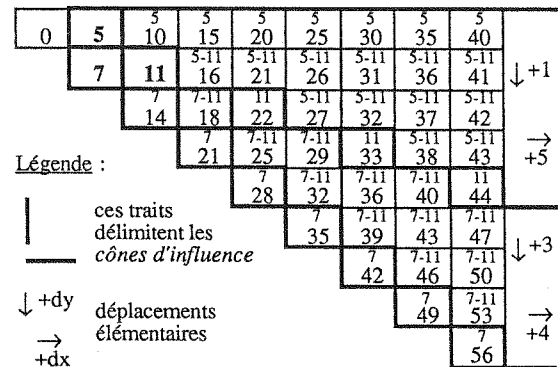 5 5 5 5 5 5 5
0 5 10 15 20 25 30 35 40
5-11 5-11 5-11 5-11 5-11 5-11
7 11 16 21 26 31 36 41
↓ +1
7 7-11 11 5-11 5-11 5-11 5-11
14 18 22 27 32 37 42
7 7-11 7-11 11 5-11 5-11
21 25 29 33 38 43
→
+5
7 7-11 7-11 7-11 11
28 32 36 40 44
7 7-11 7-11 7-11
35 39 43 47
↓ +3
7 7-11 7-11
42 46 50
7 7-11
49 53
→
+4
7
56
Légende :
ces traits
délimitent les
cônes d'influence
↓ +dy
déplacements
élémentaires
→
+dx